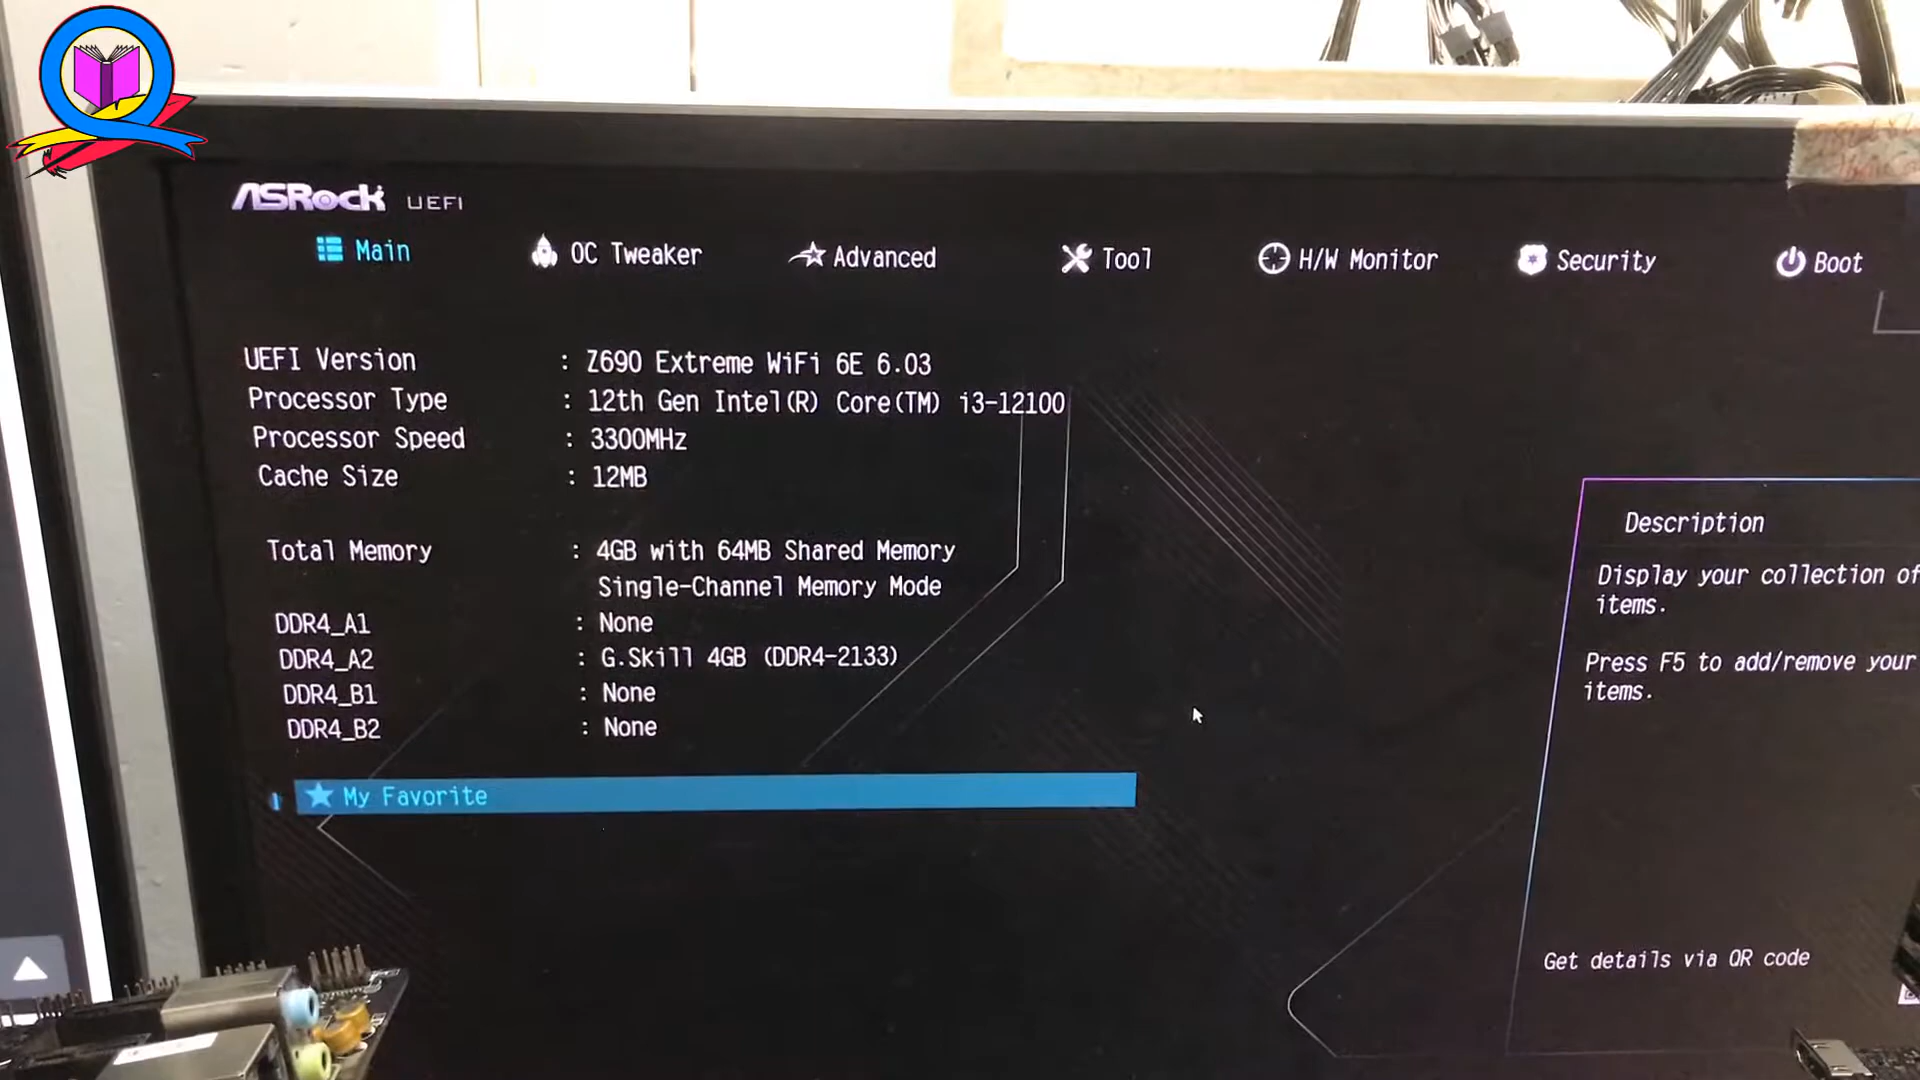 ASRock UEFI
Main OC Tweaker Advanced Tool H/W Monitor Security Boot
UEFI Version : Z690 Extreme WiFi 6E 6.03
Processor Type : 12th Gen Intel(R) Core(TM) i3-12100
Processor Speed : 3300MHz
Cache Size : 12MB
Total Memory : 4GB with 64MB Shared Memory
Single-Channel Memory Mode
DDR4_A1 : None
DDR4_A2 : G.Skill 4GB (DDR4-2133)
DDR4_B1 : None
DDR4_B2 : None
My Favorite
Description
Display your collection of
items.
Press F5 to add/remove your
items.
Get details via QR code